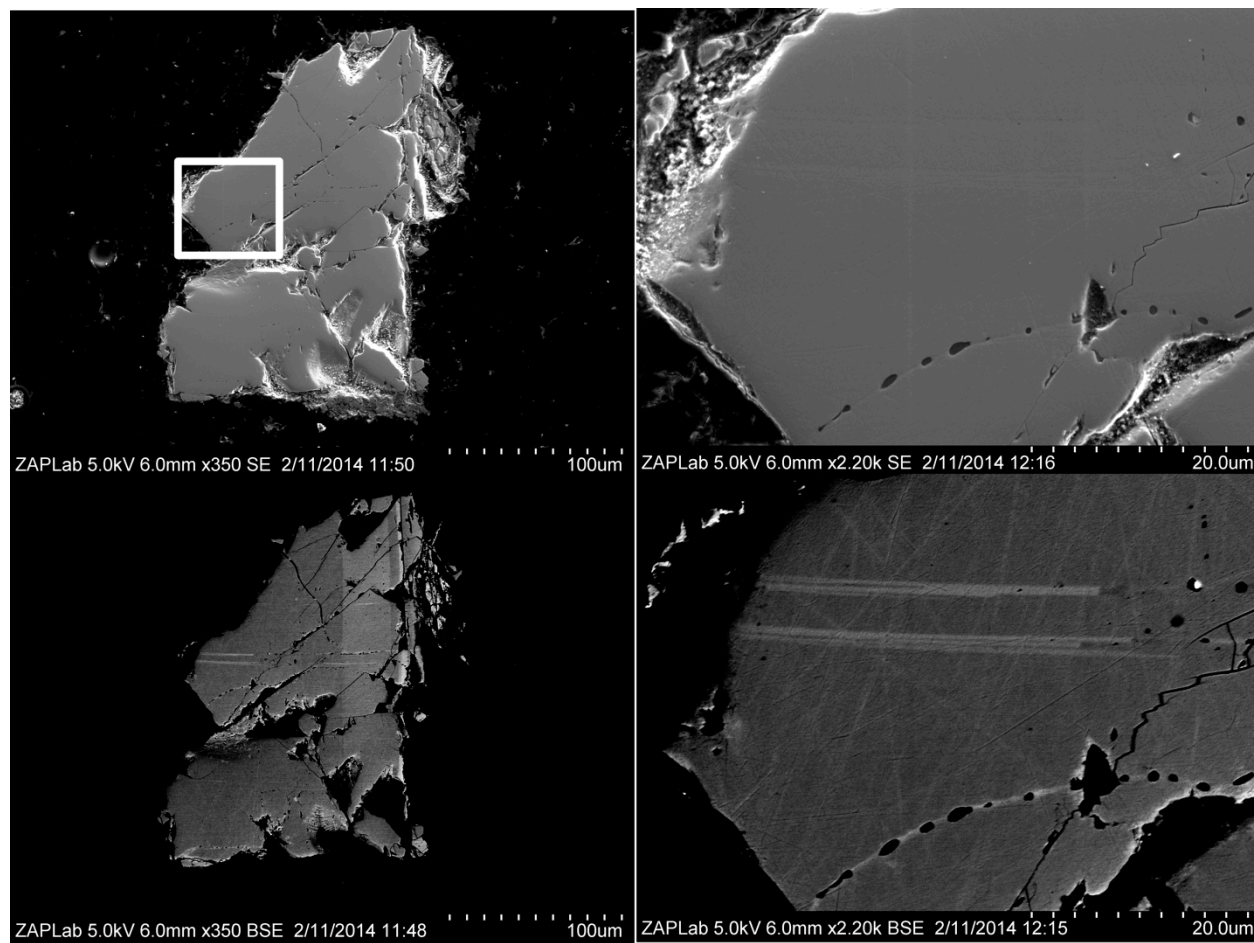 ZAPLab 5.0kV 6.0mm x350 SE 2/11/2014 11:50 100um
ZAPLab 5.0kV 6.0mm x2.20k SE 2/11/2014 12:16 20.0um
ZAPLab 5.0kV 6.0mm x350 BSE 2/11/2014 11:48 100um
ZAPLab 5.0kV 6.0mm x2.20k BSE 2/11/2014 12:15 20.0um